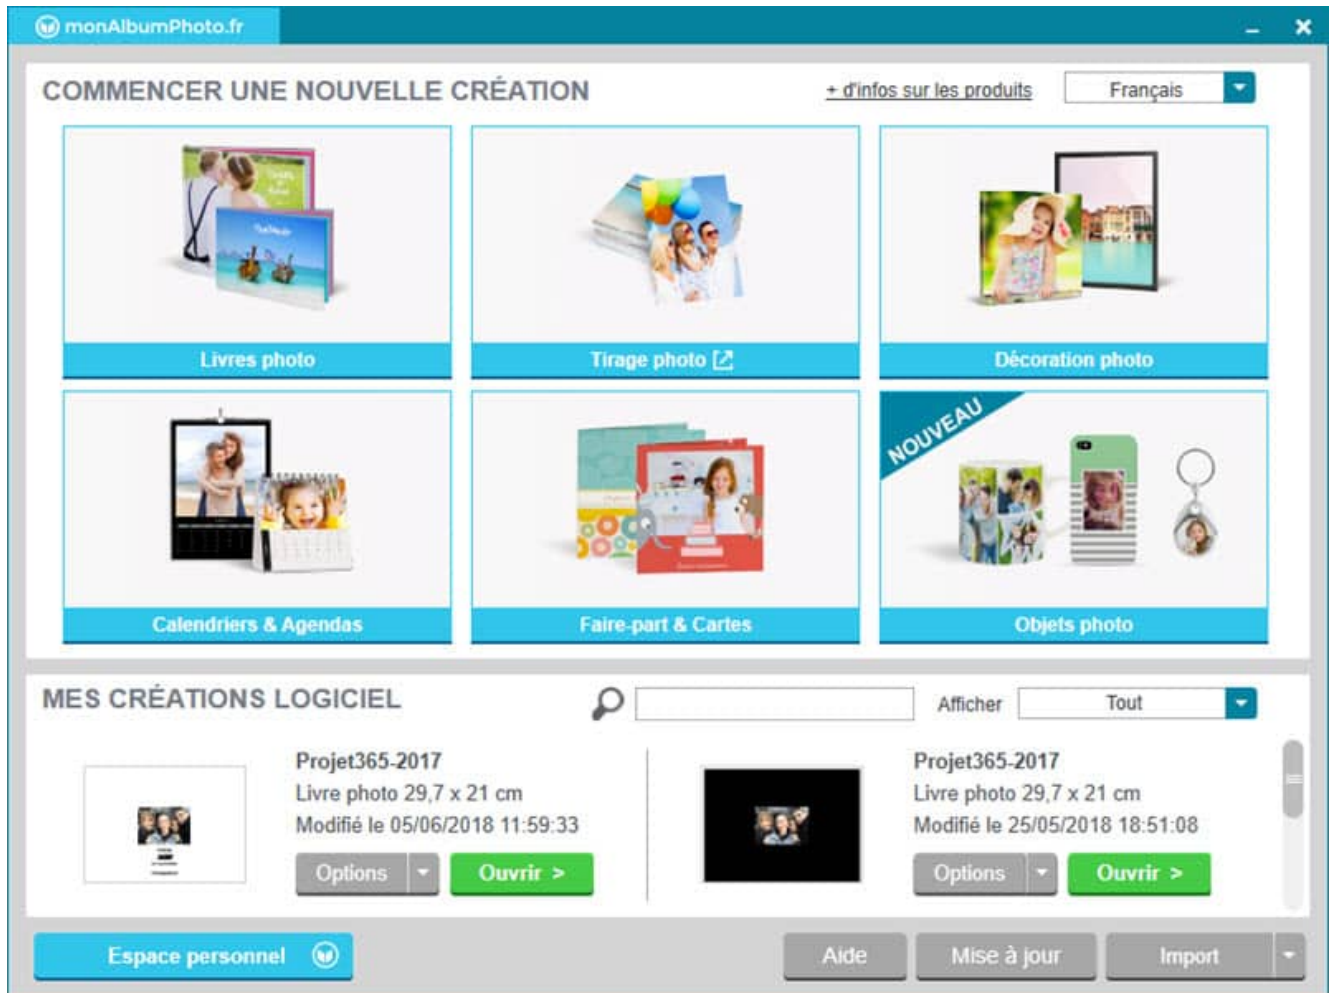 monAlbumPhoto.fr
COMMENCER UNE NOUVELLE CRÉATION
+ d'infos sur les produits
Français
Livres photo
Tirage photo
Décoration photo
NOUVEAU
Calendriers & Agendas
Faire-part & Cartes
Objets photo
MES CRÉATIONS LOGICIEL
Afficher
Tout
Projet365-2017
Livre photo 29,7 x 21 cm
Modifié le 05/06/2018 11:59:33
Options
Ouvrir >
Projet365-2017
Livre photo 29,7 x 21 cm
Modifié le 25/05/2018 18:51:08
Options
Ouvrir >
Espace personnel
Aide
Mise à jour
Import